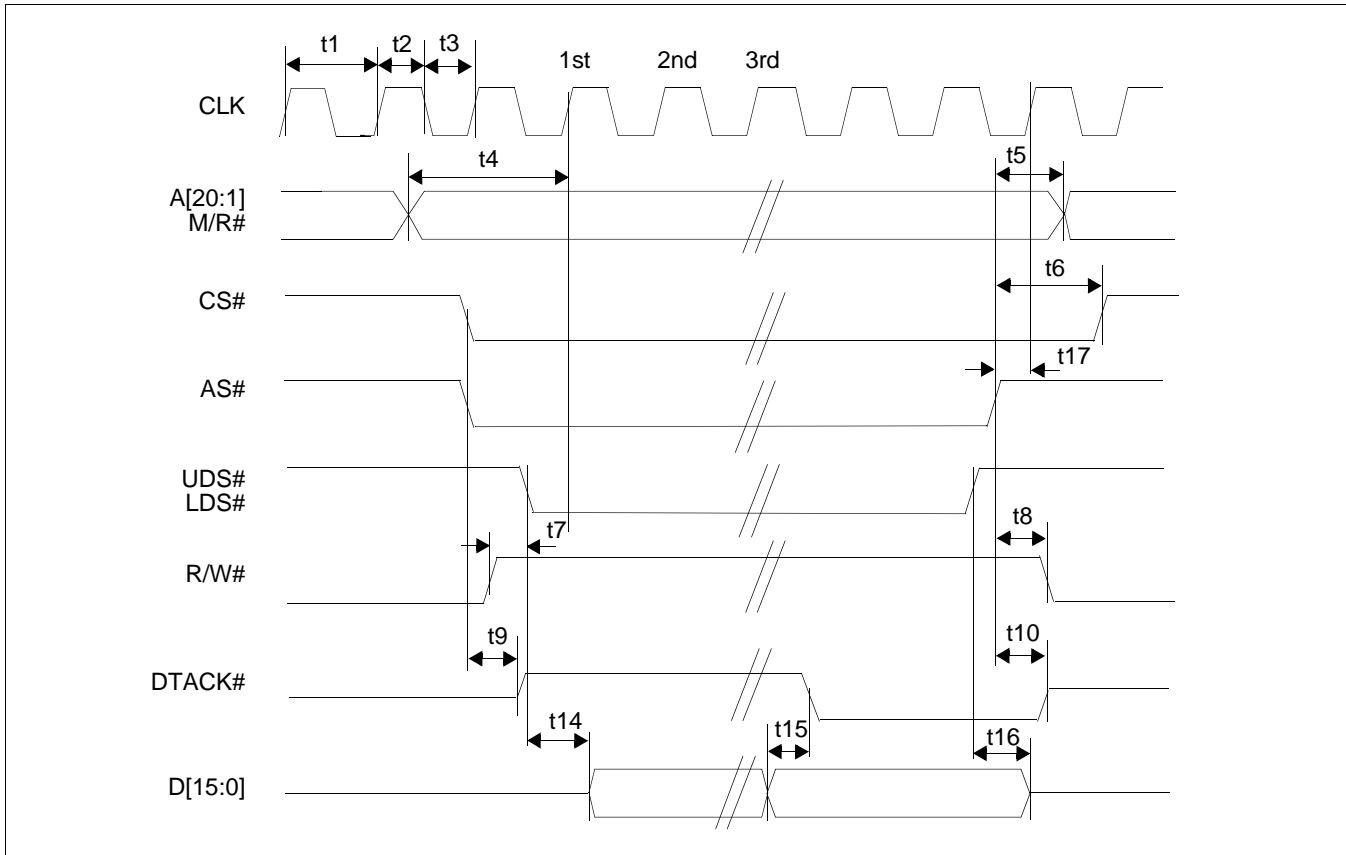 t1 t2 t3
1st 2nd 3rd
CLK
t4 t5
A[20:1]
M/R#
t6
CS#
t17
AS#
UDS#
LDS#
t7 t8
R/W#
t9 t10
DTACK#
t14 t15 t16
D[15:0]